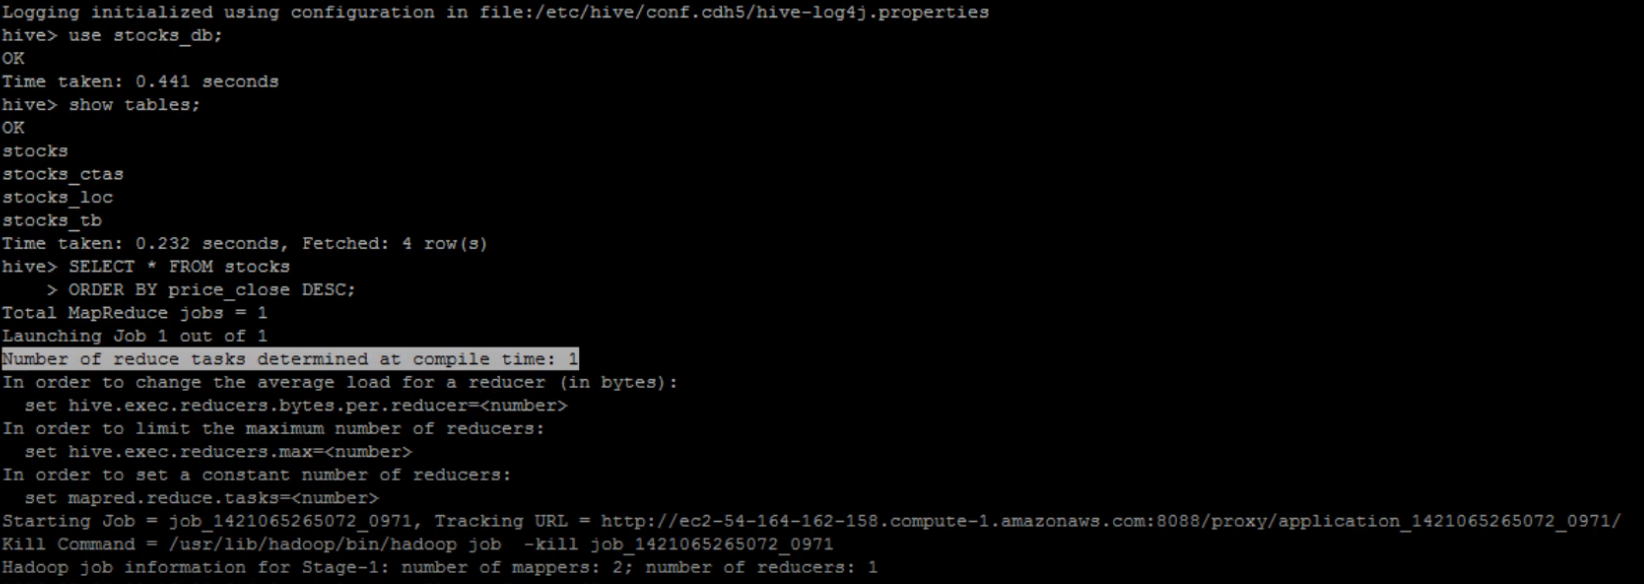 Logging initialized using configuration in file:/etc/hive/conf.cdh5/hive-log4j.properties
hive> use stocks_db;
OK
Time taken: 0.441 seconds
hive> show tables;
OK
stocks
stocks_ctas
stocks_loc
stocks_tb
Time taken: 0.232 seconds, Fetched: 4 row(s)
hive> SELECT * FROM stocks
    > ORDER BY price_close DESC;
Total MapReduce jobs = 1
Launching Job 1 out of 1
Number of reduce tasks determined at compile time: 1
In order to change the average load for a reducer (in bytes):
  set hive.exec.reducers.bytes.per.reducer=<number>
In order to limit the maximum number of reducers:
  set hive.exec.reducers.max=<number>
In order to set a constant number of reducers:
  set mapred.reduce.tasks=<number>
Starting Job = job_1421065265072_0971, Tracking URL = http://ec2-54-164-162-158.compute-1.amazonaws.com:8088/proxy/application_1421065265072_0971/
Kill Command = /usr/lib/hadoop/bin/hadoop job  -kill job_1421065265072_0971
Hadoop job information for Stage-1: number of mappers: 2; number of reducers: 1